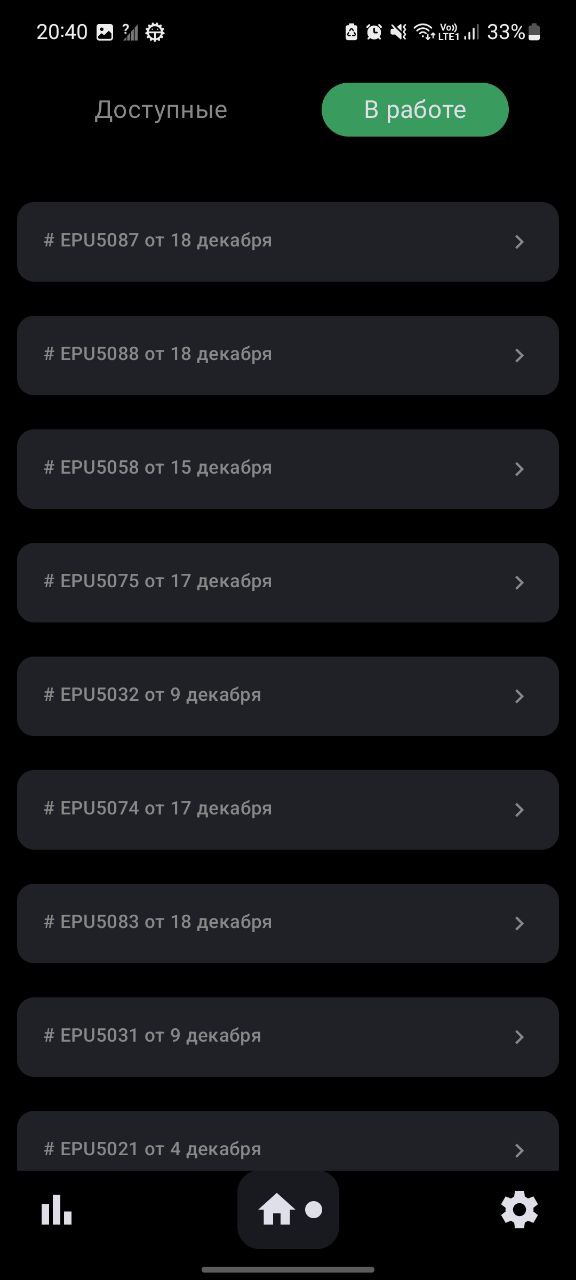 20:40
Vo)) LTE1 33%
Доступные
В работе
# EPU5087 от 18 декабря
# EPU5088 от 18 декабря
# EPU5058 от 15 декабря
# EPU5075 от 17 декабря
# EPU5032 от 9 декабря
# EPU5074 от 17 декабря
# EPU5083 от 18 декабря
# EPU5031 от 9 декабря
# EPU5021 от 4 декабря